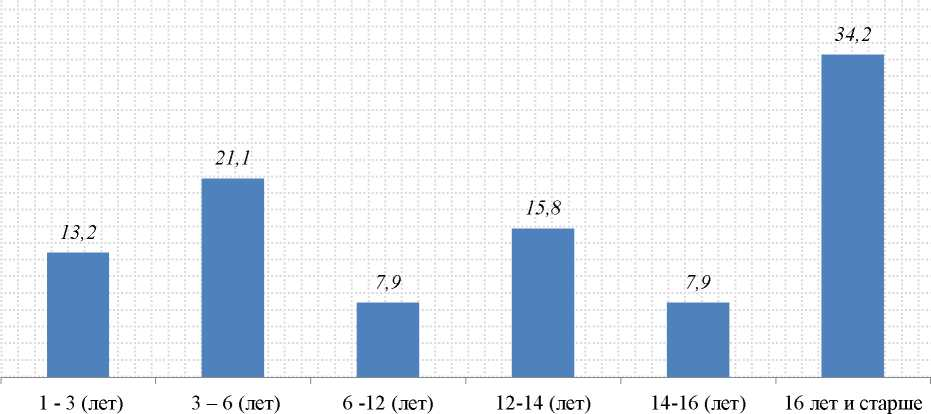 34,2
21,1
15,8
13,2
7,9
7,9
1 - 3 (лет)
3 – 6 (лет)
6 -12 (лет)
12-14 (лет)
14-16 (лет)
16 лет и старше